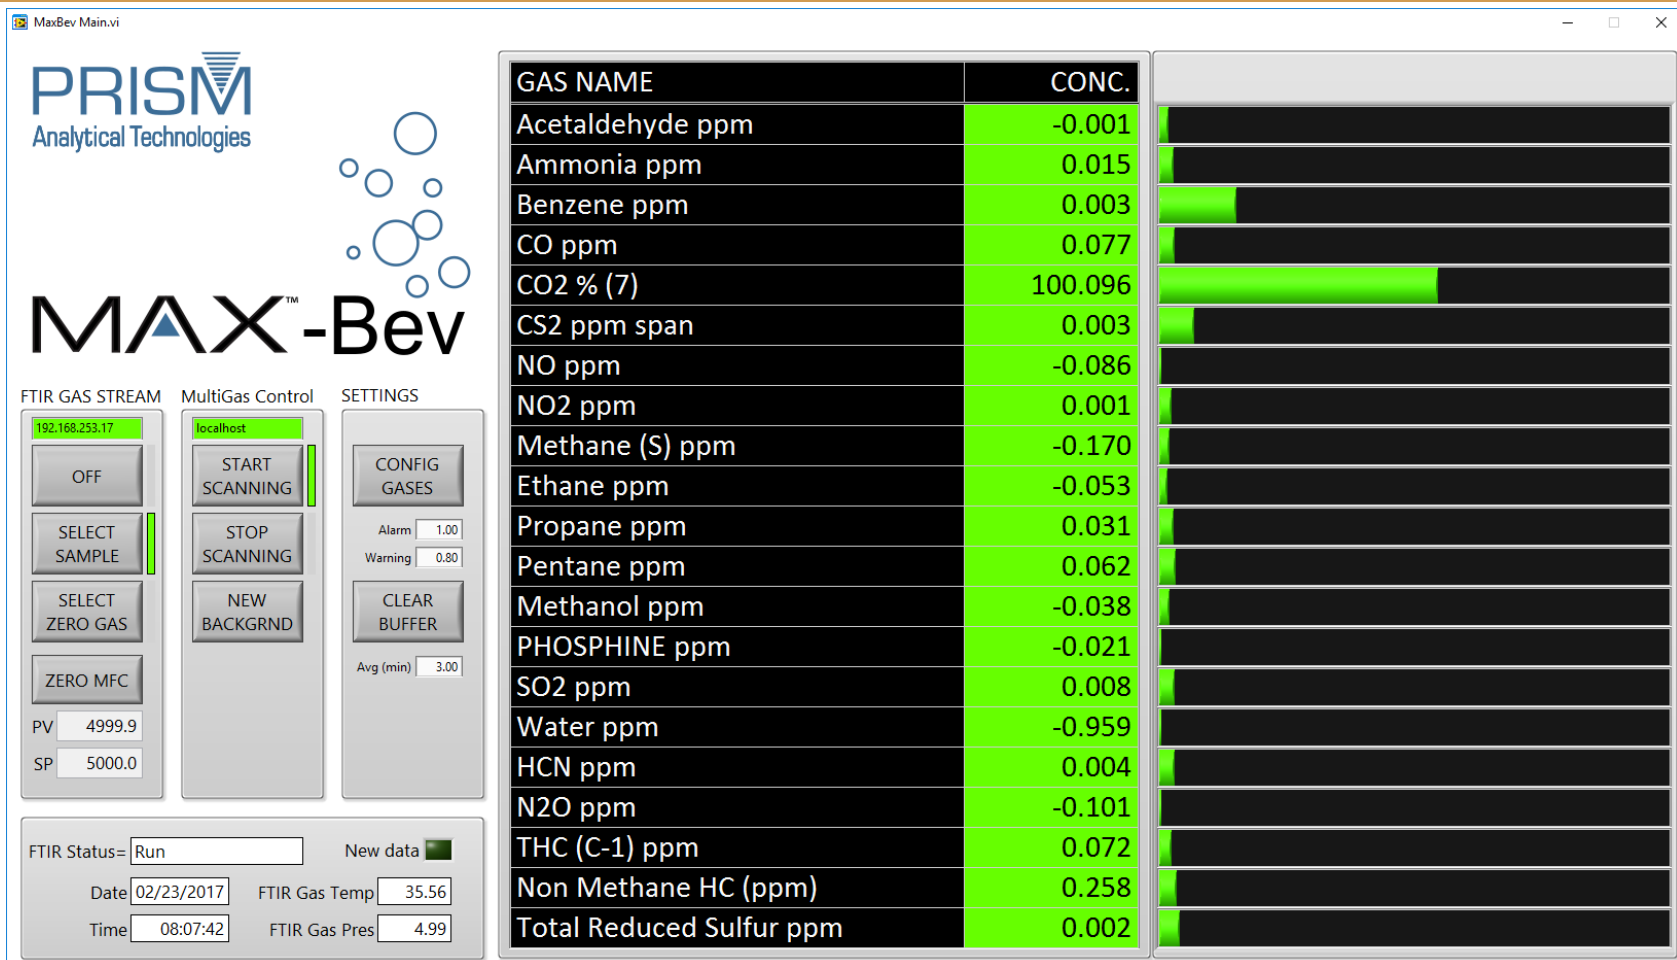 MaxBev Main.vi
PRISM
Analytical Technologies
MAX™-Bev
FTIR GAS STREAM
192.168.253.17
OFF
SELECT
SAMPLE
SELECT
ZERO GAS
ZERO MFC
PV 4999.9
SP 5000.0
MultiGas Control
localhost
START
SCANNING
STOP
SCANNING
NEW
BACKGRND
SETTINGS
CONFIG
GASES
Alarm 1.00
Warning 0.80
CLEAR
BUFFER
Avg (min) 3.00
FTIR Status= Run New data
Date 02/23/2017 FTIR Gas Temp 35.56
Time 08:07:42 FTIR Gas Pres 4.99
GAS NAME CONC.
Acetaldehyde ppm -0.001
Ammonia ppm 0.015
Benzene ppm 0.003
CO ppm 0.077
CO2 % (7) 100.096
CS2 ppm span 0.003
NO ppm -0.086
NO2 ppm 0.001
Methane (S) ppm -0.170
Ethane ppm -0.053
Propane ppm 0.031
Pentane ppm 0.062
Methanol ppm -0.038
PHOSPHINE ppm -0.021
SO2 ppm 0.008
Water ppm -0.959
HCN ppm 0.004
N2O ppm -0.101
THC (C-1) ppm 0.072
Non Methane HC (ppm) 0.258
Total Reduced Sulfur ppm 0.002